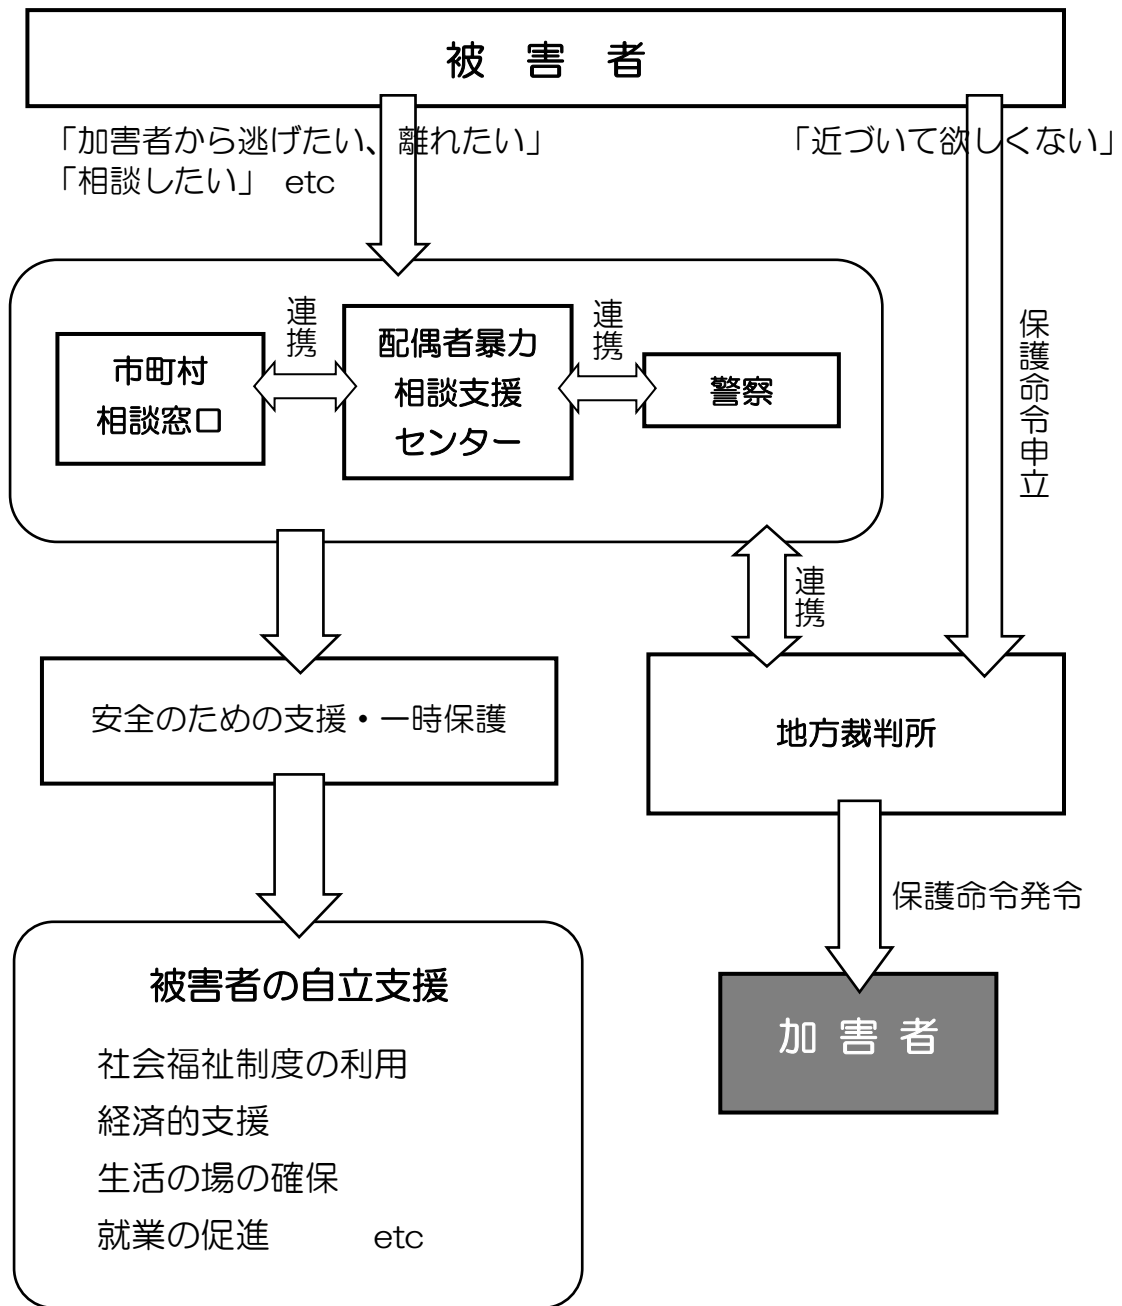 被 害 者
「加害者から逃げたい、離れたい」
「相談したい」 etc
「近づいて欲しくない」
保護命令申立
市町村
相談窓口
連携
配偶者暴力
相談支援
センター
連携
警察
連携
安全のための支援・一時保護
地方裁判所
保護命令発令
加 害 者
被害者の自立支援
社会福祉制度の利用
経済的支援
生活の場の確保
就業の促進 etc